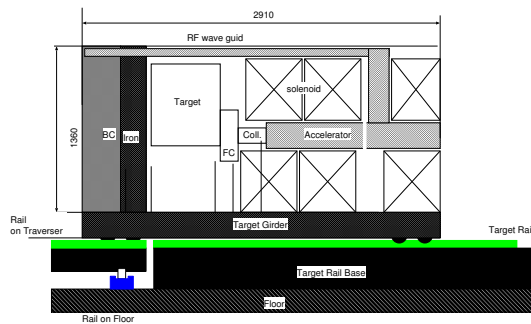 2910
RF wave guid
solenoid
Target
1360
BC
Iron
Coll.
Accelerator
FC
Rail
on Traverser
Target Girder
Target Rail
Target Rail Base
Floor
Rail on Floor